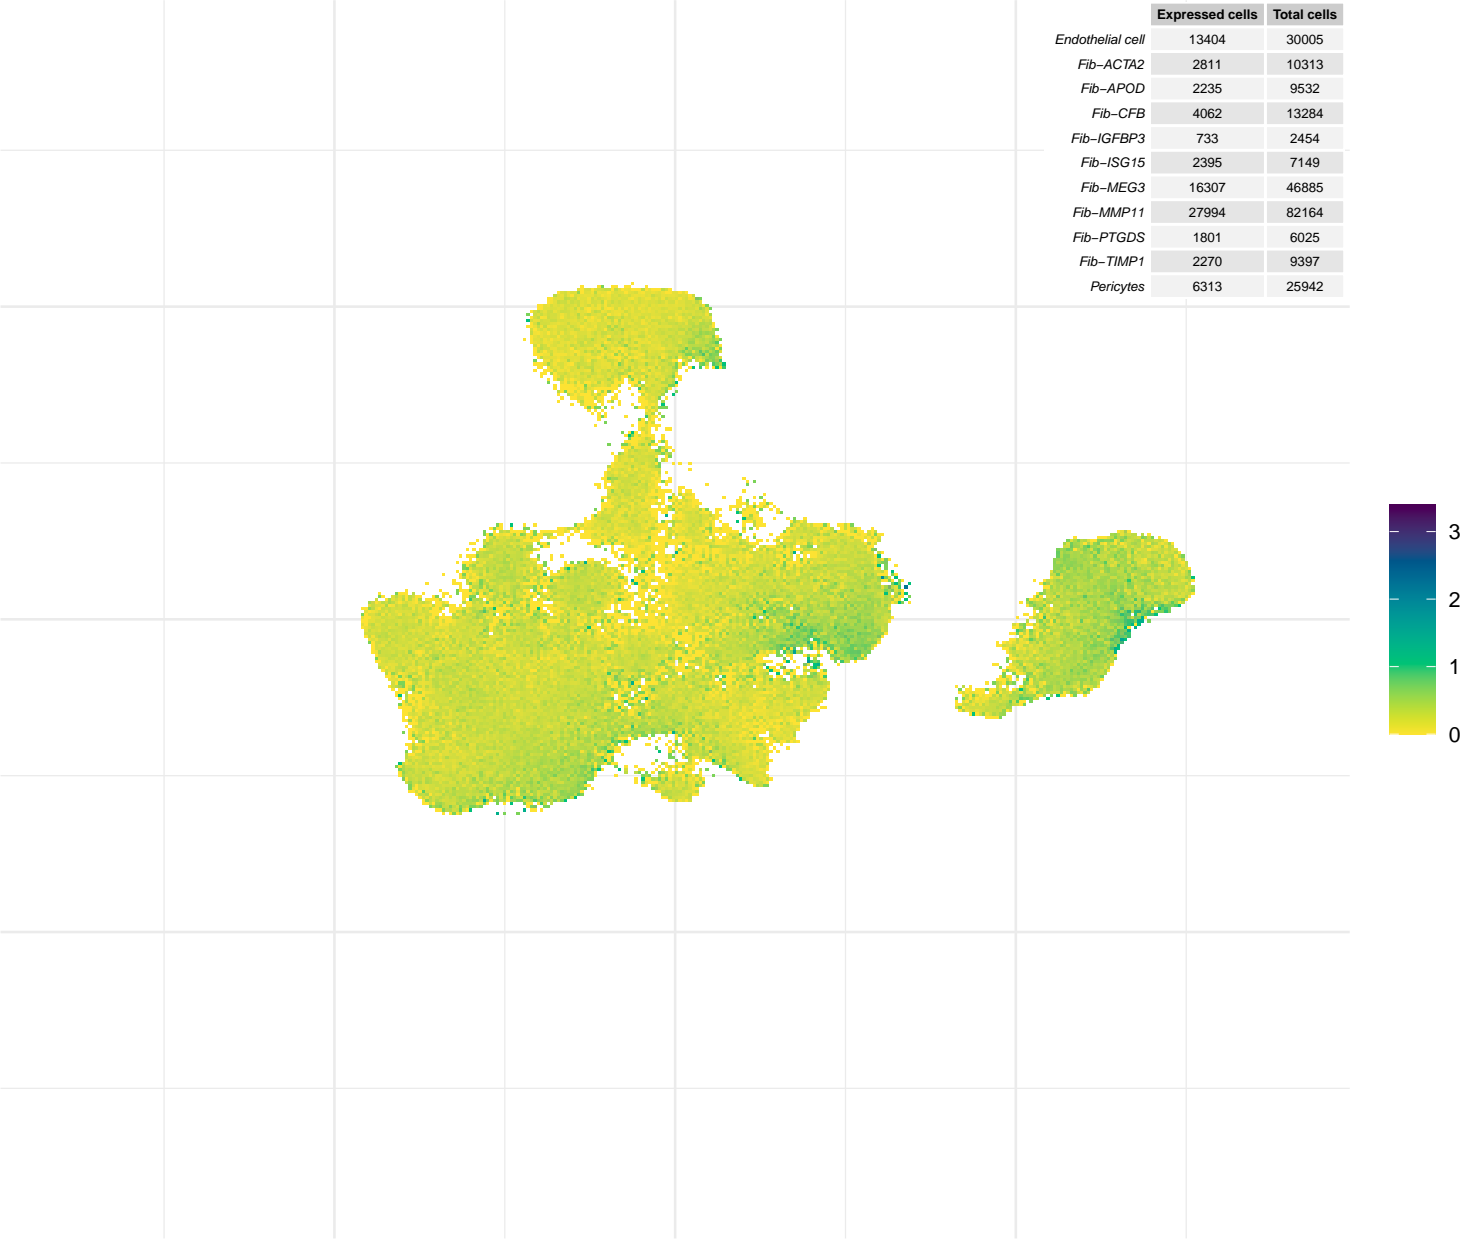 Expressed cells Total cells
Endothelial cell 13404 30005
Fib−ACTA2 2811 10313
Fib−APOD 2235 9532
Fib−CFB 4062 13284
Fib−IGFBP3 733 2454
Fib−ISG15 2395 7149
Fib−MEG3 16307 46885
Fib−MMP11 27994 82164
Fib−PTGDS 1801 6025
Fib−TIMP1 2270 9397
Pericytes 6313 25942
3
2
1
0